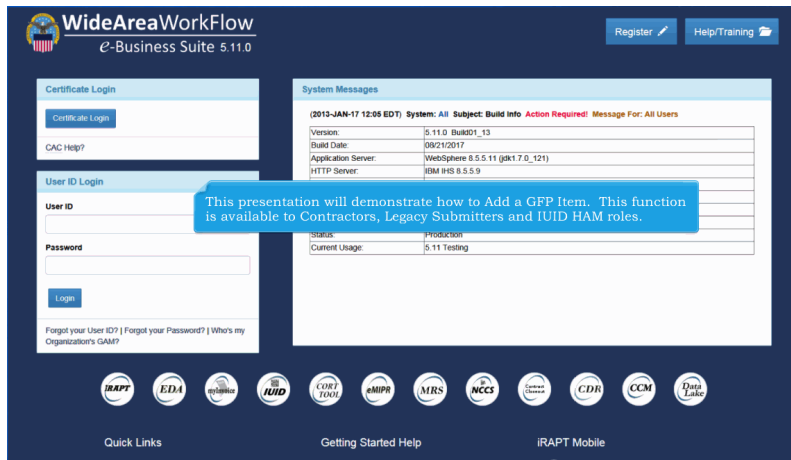 WideAreaWorkFlow
e-Business Suite 5.11.0
Register
Help/Training
Certificate Login
Certificate Login
CAC Help?
User ID Login
User ID
Password
Login
Forgot your User ID? | Forgot your Password? | Who's my
Organization's GAM?
System Messages
(2013-JAN-17 12:05 EDT) System: All Subject: Build Info Action Required! Message For: All Users
Version: 5.11.0 Build01_13
Build Date: 08/21/2017
Application Server: WebSphere 8.5.5.11 (jdk1.7.0_121)
HTTP Server: IBM IHS 8.5.5.9
This presentation will demonstrate how to Add a GFP Item. This function
is available to Contractors, Legacy Submitters and IUID HAM roles.
Status: Production
Current Usage: 5.11 Testing
iRAPT
EDA
myInvoice
IUID
CORT
TOOL
eMIPR
MRS
NCCS
Contract
Closeout
CDR
CCM
Data
Lake
Quick Links
Getting Started Help
iRAPT Mobile